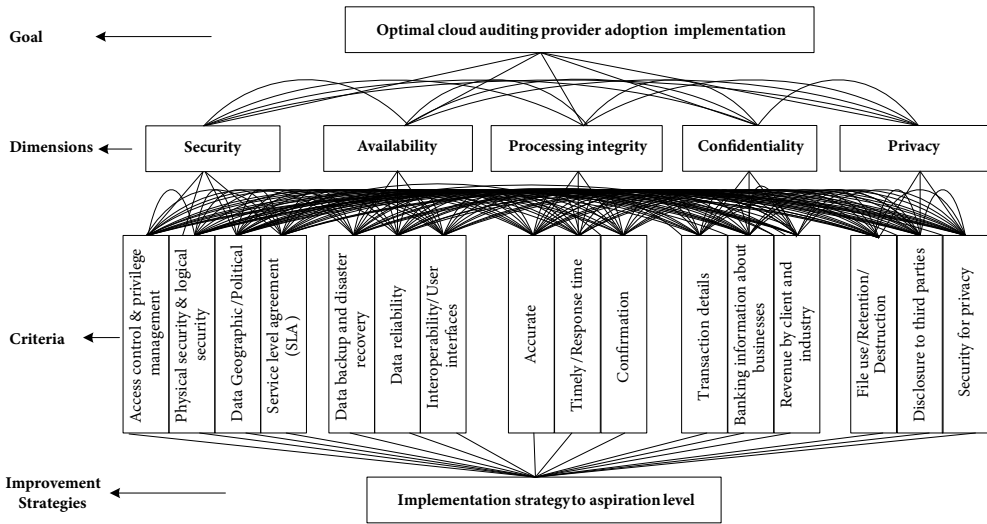 Goal
Optimal cloud auditing provider adoption implementation
Dimensions
Security
Availability
Processing integrity
Confidentiality
Privacy
Criteria
Access control & privilege
management
Physical security & logical
security
Data Geographic/Political
Service level agreement
(SLA)
Data backup and disaster
recovery
Data reliability
Interoperability/User
interfaces
Accurate
Timely/Response time
Confirmation
Transaction details
Banking information about
businesses
Revenue by client and
industry
File use/Retention/
Destruction
Disclosure to third parties
Security for privacy
Improvement
Strategies
Implementation strategy to aspiration level